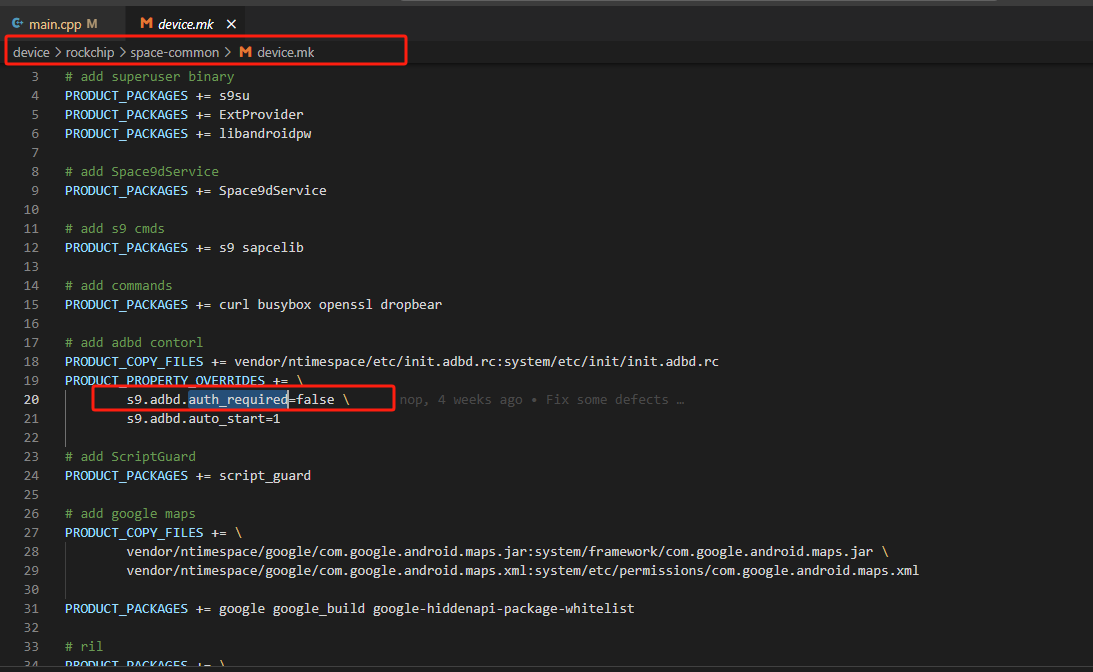 main.cpp M
device.mk
device > rockchip > space-common > device.mk
3 # add superuser binary
4 PRODUCT_PACKAGES += s9su
5 PRODUCT_PACKAGES += ExtProvider
6 PRODUCT_PACKAGES += libandroidpw
7
8 # add Space9dService
9 PRODUCT_PACKAGES += Space9dService
10
11 # add s9 cmds
12 PRODUCT_PACKAGES += s9 sapcelib
13
14 # add commands
15 PRODUCT_PACKAGES += curl busybox openssl dropbear
16
17 # add adbd contorl
18 PRODUCT_COPY_FILES += vendor/ntimespace/etc/init.adbd.rc:system/etc/init/init.adbd.rc
19 PRODUCT_PROPERTY_OVERRIDES += \
20 s9.adbd.auth_required=false \ nop, 4 weeks ago • Fix some defects …
21 s9.adbd.auto_start=1
22
23 # add ScriptGuard
24 PRODUCT_PACKAGES += script_guard
25
26 # add google maps
27 PRODUCT_COPY_FILES += \
28 vendor/ntimespace/google/com.google.android.maps.jar:system/framework/com.google.android.maps.jar \
29 vendor/ntimespace/google/com.google.android.maps.xml:system/etc/permissions/com.google.android.maps.xml
30
31 PRODUCT_PACKAGES += google google_build google-hiddenapi-package-whitelist
32
33 # ril
34 PRODUCT_PACKAGES += \